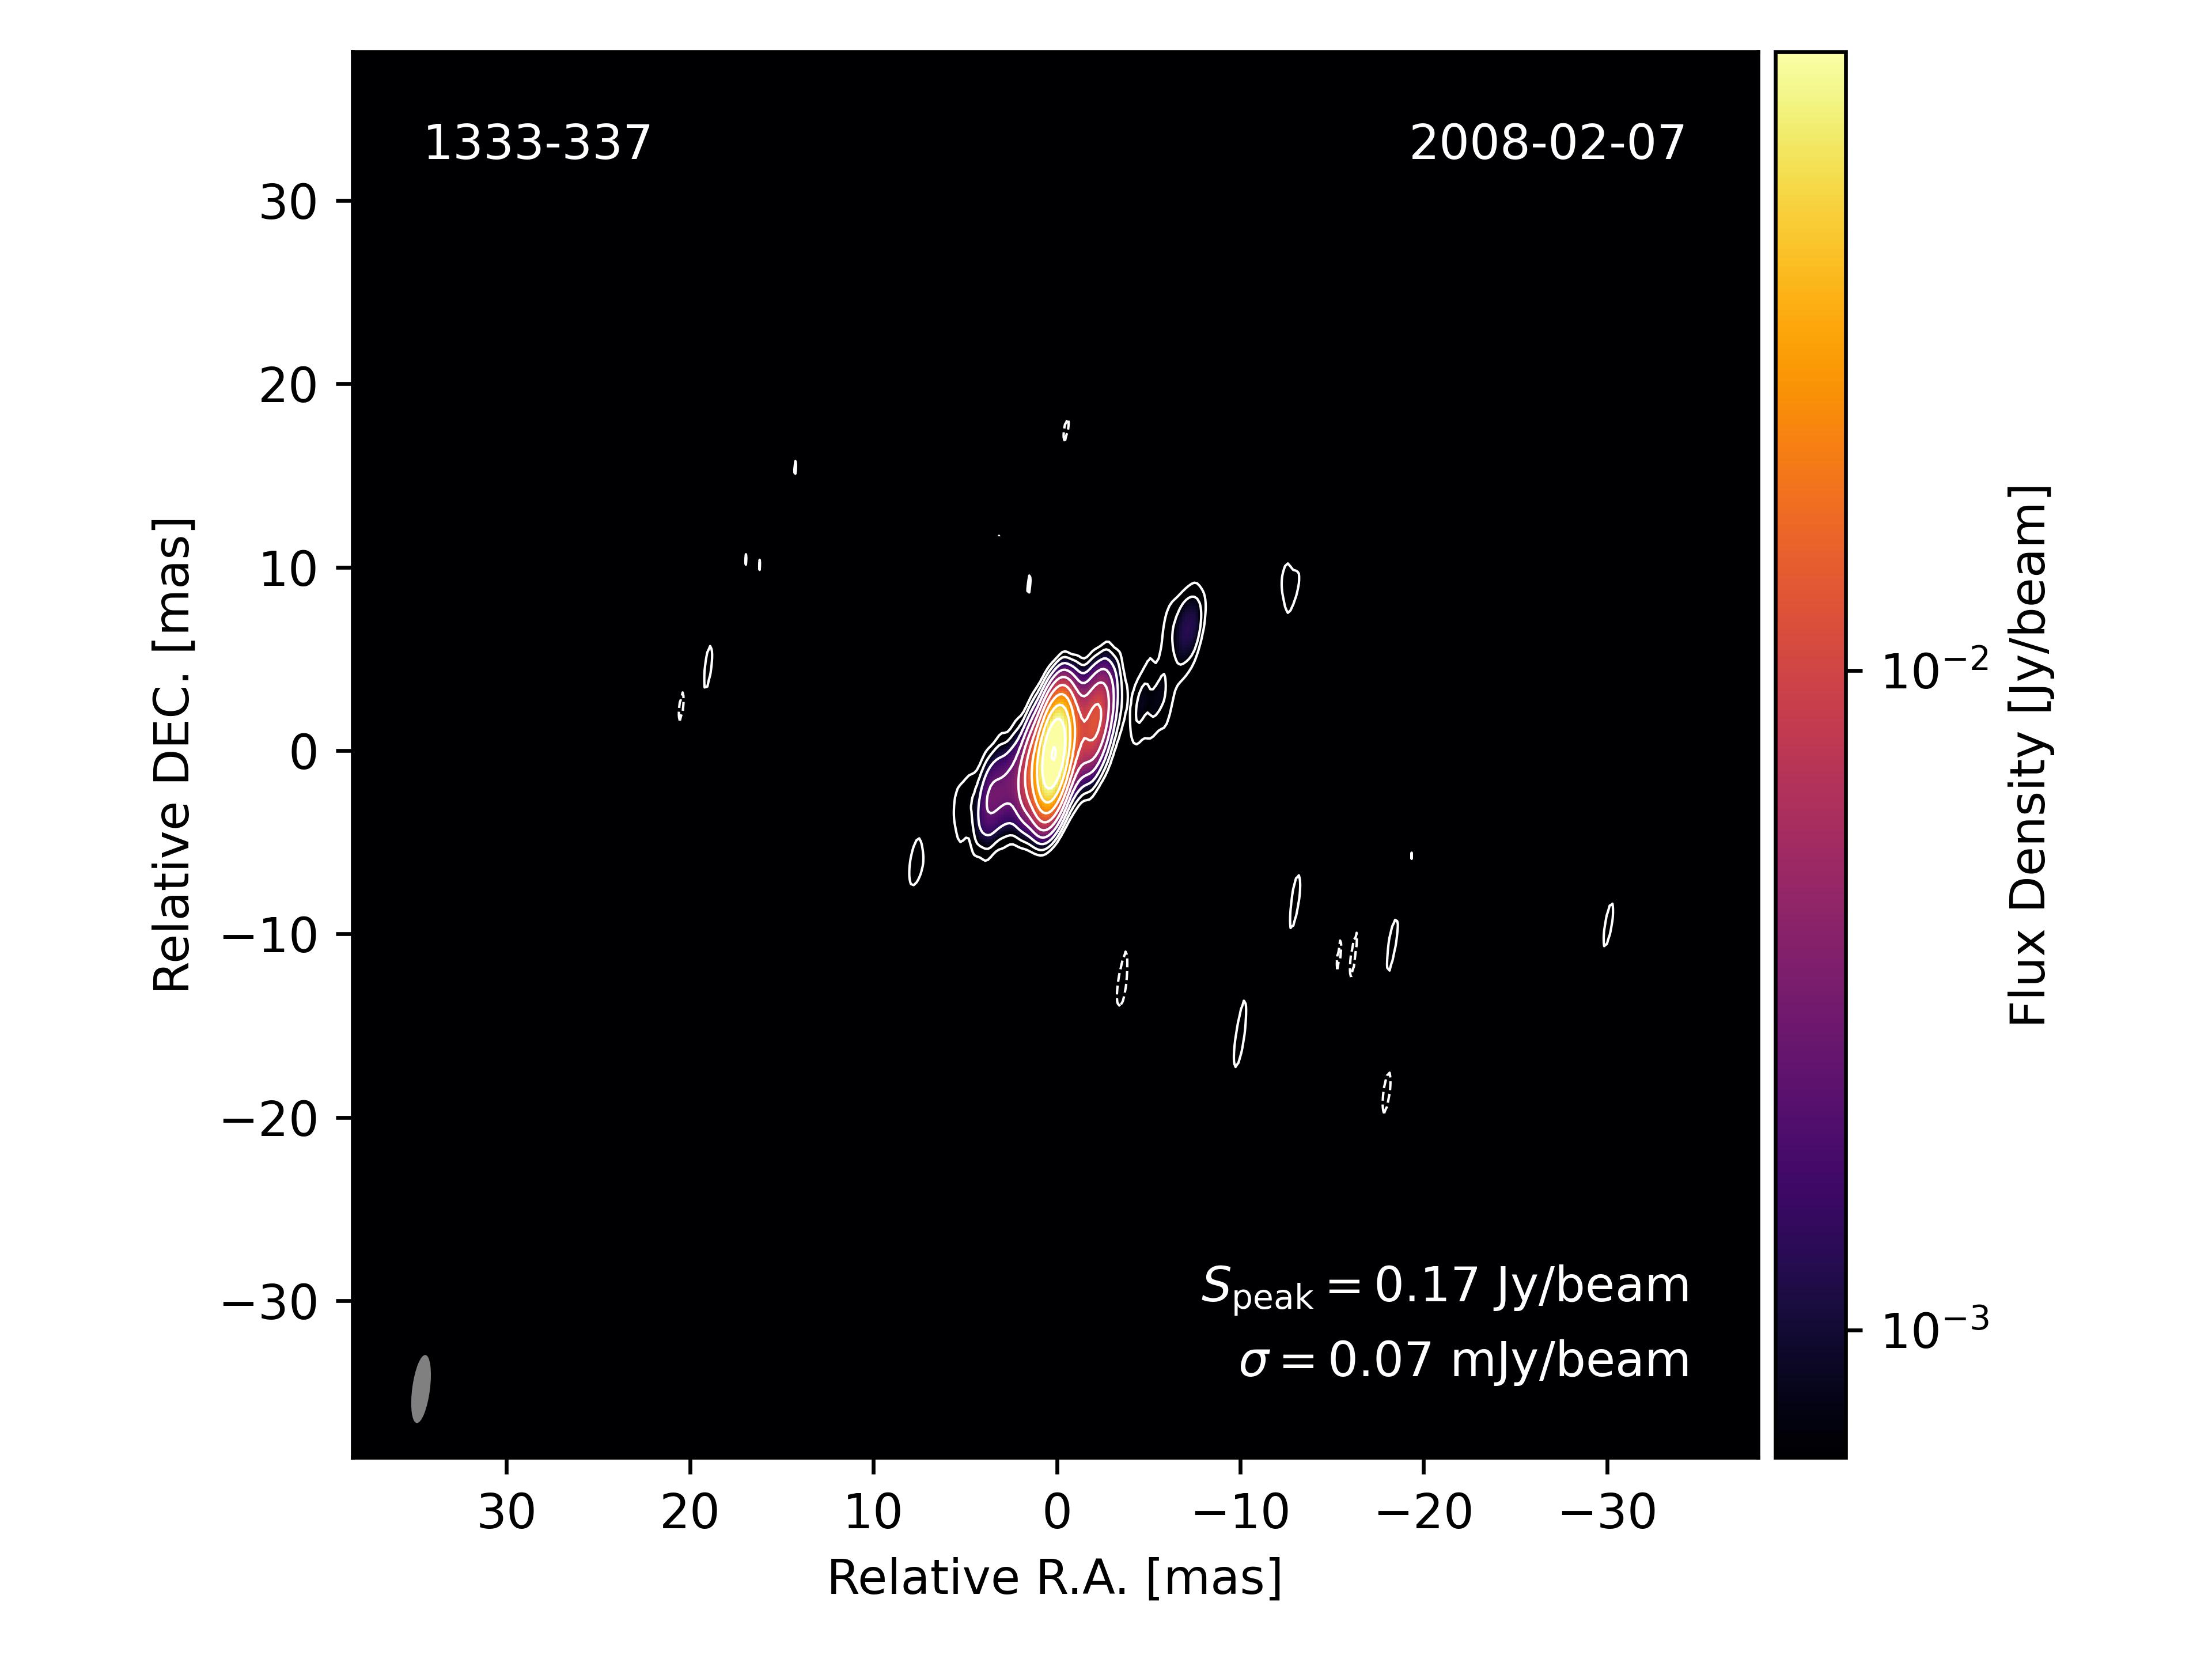 1333-337
2008-02-07
30
20
10
0
−10
−20
−30
Relative DEC. [mas]
S_peak = 0.17 Jy/beam
σ = 0.07 mJy/beam
30 20 10 0 −10 −20 −30
Relative R.A. [mas]
10⁻²
10⁻³
Flux Density [Jy/beam]